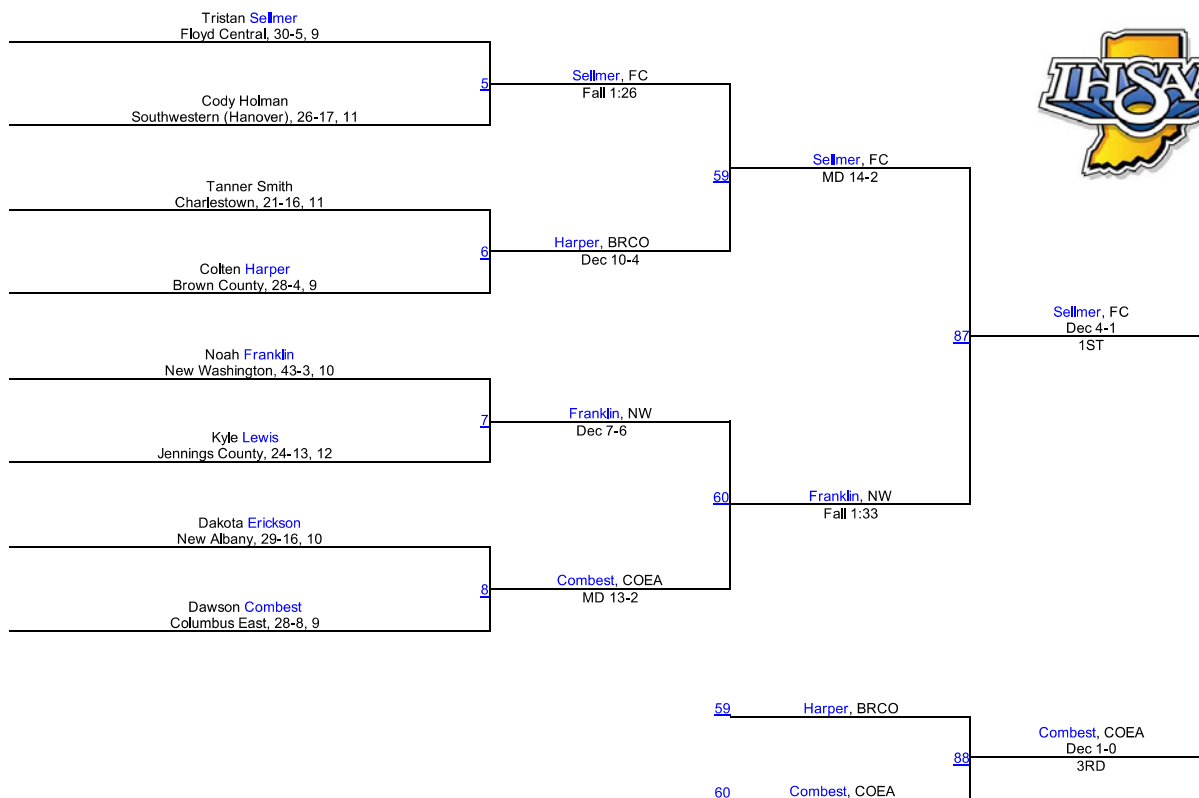 Tristan Sellmer
Floyd Central, 30-5, 9
5
Cody Holman
Southwestern (Hanover), 26-17, 11
Sellmer, FC
Fall 1:26
Tanner Smith
Charlestown, 21-16, 11
6
Colten Harper
Brown County, 28-4, 9
Harper, BRCO
Dec 10-4
59
Sellmer, FC
MD 14-2
Noah Franklin
New Washington, 43-3, 10
7
Kyle Lewis
Jennings County, 24-13, 12
Franklin, NW
Dec 7-6
Dakota Erickson
New Albany, 29-16, 10
8
Dawson Combest
Columbus East, 28-8, 9
Combest, COEA
MD 13-2
60
Franklin, NW
Fall 1:33
87
Sellmer, FC
Dec 4-1
1ST
IHSAA
59
Harper, BRCO
60
Combest, COEA
88
Combest, COEA
Dec 1-0
3RD